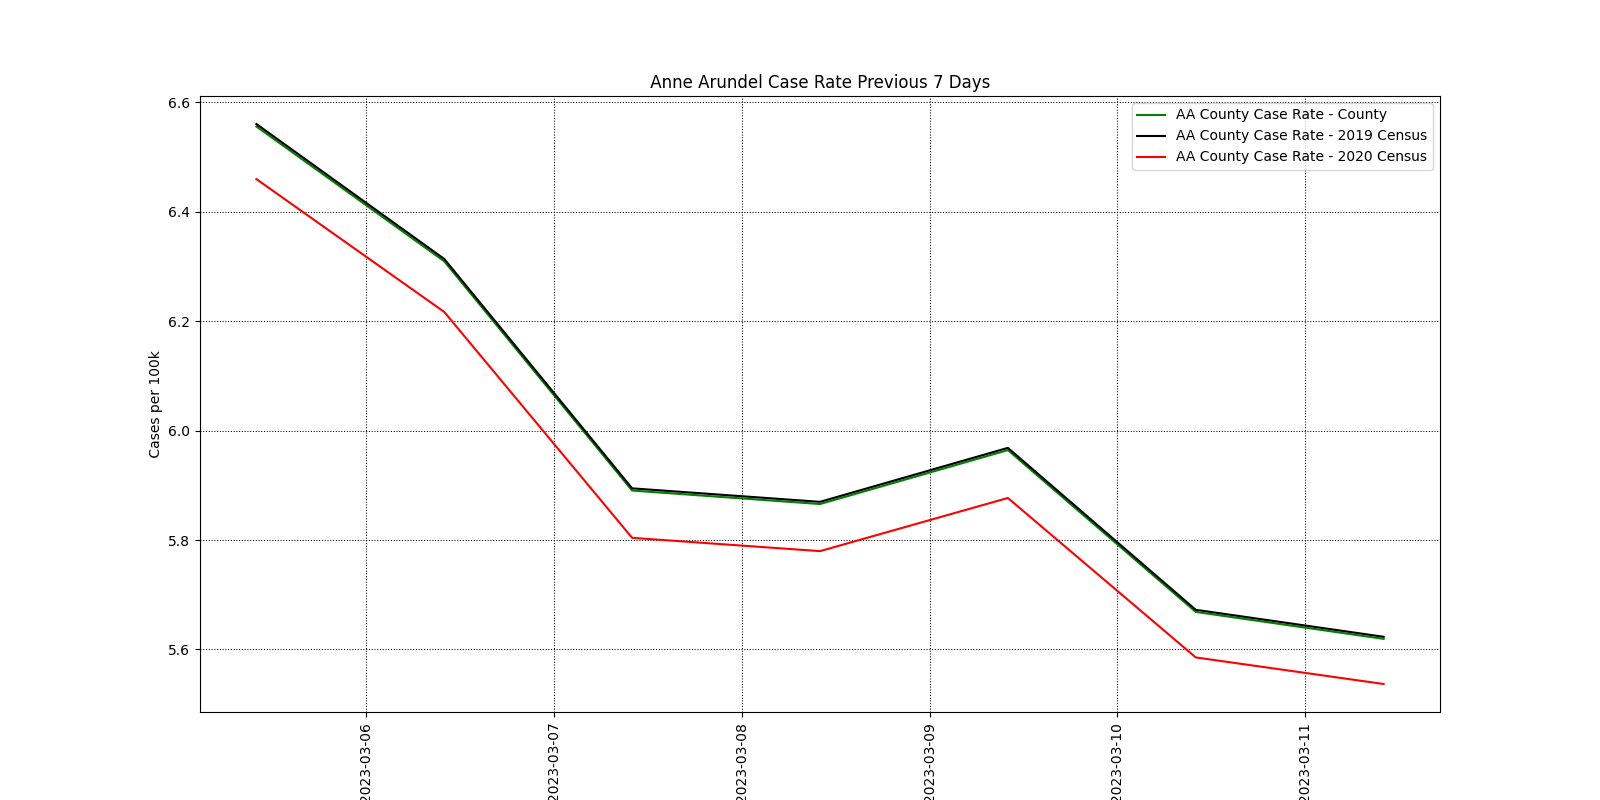 Anne Arundel Case Rate Previous 7 Days
AA County Case Rate - County
AA County Case Rate - 2019 Census
AA County Case Rate - 2020 Census
6.6
6.4
6.2
6.0
5.8
5.6
Cases per 100k
2023-03-06
2023-03-07
2023-03-08
2023-03-09
2023-03-10
2023-03-11